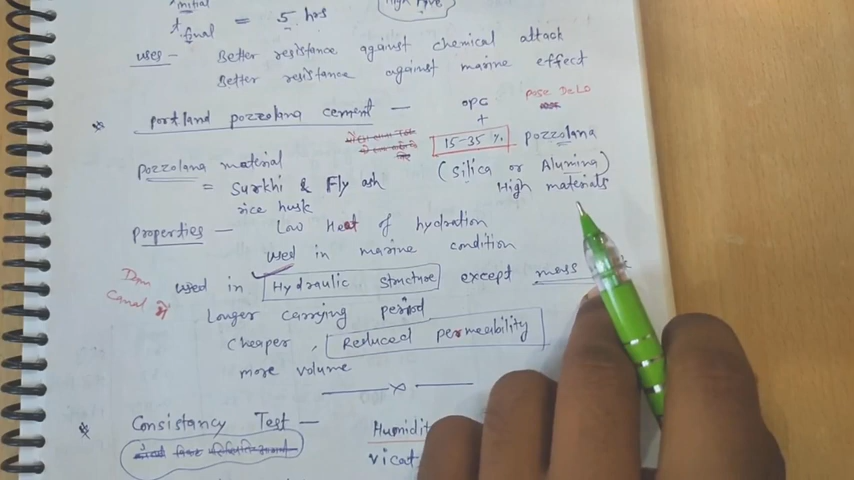 initial
t final = 5 hrs
uses - Better resistance against chemical attack
Better resistance against marine effect
* Portland pozzolana cement - OPC
+
15-35 % pozzolana
(Silica or Alumina)
High materials
pozzolana material
= Surkhi & Fly ash
rice husk
properties - Low Heat of hydration
used in marine condition
Dam
canal में
used in Hydraulic structure except mass
Longer carrying period
cheaper, Reduced permeability
more volume
* Consistancy Test - Humidit
vicat